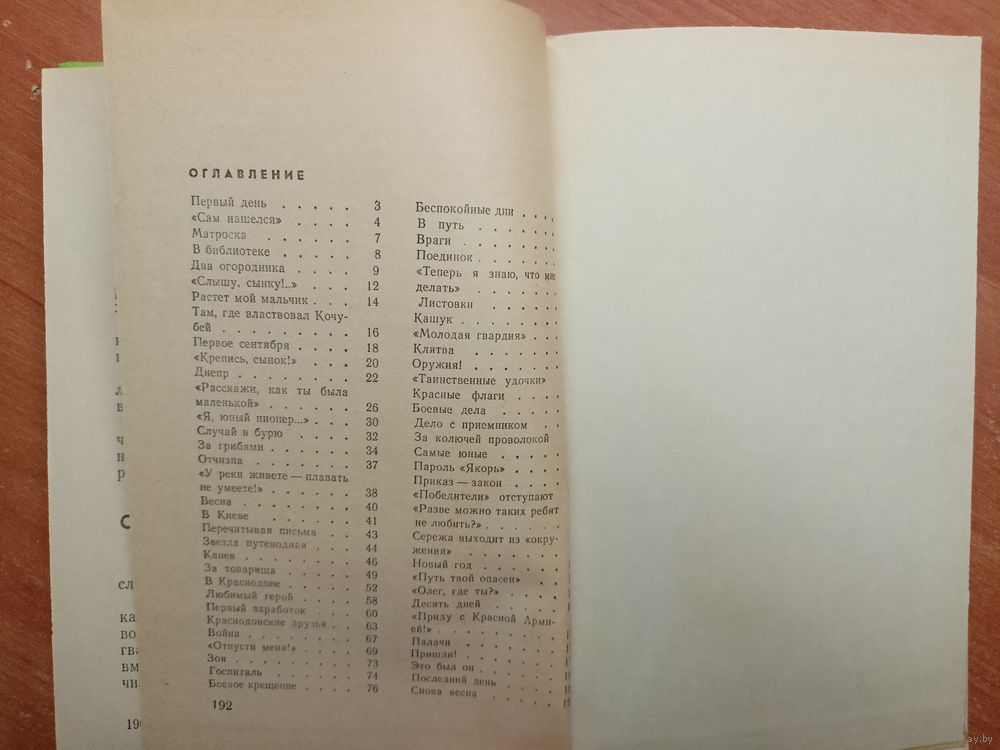 ОГЛАВЛЕНИЕ
Первый день . . . . . 3
«Сам нашелся» . . . . 4
Матроска . . . . . 7
В библиотеке . . . . . 8
Два огородника . . . . 9
«Слышу, сынку!..» . . . 12
Растет мой мальчик . . . 14
Там, где властвовал Кочу-
бей . . . . . . . . 16
Первое сентября . . . . 18
«Крепись, сынок!» . . . 20
Днепр . . . . . . . . 22
«Расскажи, как ты была
маленькой» . . . . . . 26
«Я, юный пионер...» . . . 30
Случай в бурю . . . . 32
За грибами . . . . . . 34
Отчизна . . . . . . . 37
«У реки живете — плавать
не умеете!» . . . . . . 38
Весна . . . . . . . . 40
В Киеве . . . . . . 41
Перечитывая письма . . . 43
Звезда путеводная . . . . 44
Канев . . . . . . . . 46
За товарища . . . . . 49
В Краснодоне . . . . . 52
Любимый герой . . . . 58
Первый заработок . . . . 60
Краснодонские друзья . . 63
Война . . . . . . . . 67
«Отпусти меня!» . . . . 69
Зоя . . . . . . . . . 73
Госпиталь . . . . . . 74
Боевое крещение . . . . 76
192
Беспокойные дни . . . .
В путь . . . . . .
Враги . . . . . . .
Поединок . . . . . .
«Теперь я знаю, что мне
делать» . . . . . .
Листовки . . . . .
Кашук . . . . . . .
«Молодая гвардия» . . .
Клятва . . . . . .
Оружия! . . . . . . .
«Таинственные удочки»
Красные флаги . . . .
Боевые дела . . . .
Дело с приемником . .
За колючей проволокой
Самые юные . . . . .
Пароль «Якорь» . . . .
Приказ — закон . . . .
«Победители» отступают
«Разве можно таких ребят
не любить?» . . . . . .
Сережа выходит из «окру-
жения» . . . . . . .
Новый год . . . . . .
«Путь твой опасен» . .
«Олег, где ты?» . . . .
Десять дней . . . . .
«Приду с Красной Арми-
ей!» . . . . . . . .
Палачи . . . . . . .
Пришли! . . . . . . .
Это был он . . . . . .
Последний день . . . .
Снова весна . . . . .